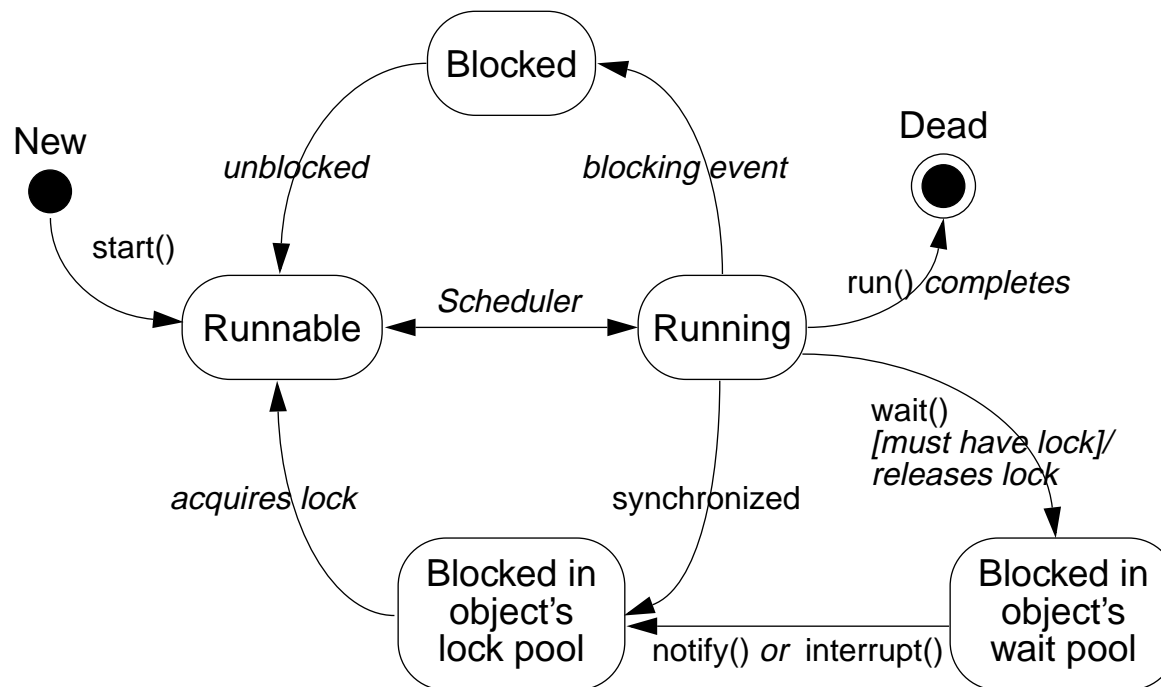 Blocked
New
Dead
unblocked
blocking event
start()
run() completes
Scheduler
Runnable
Running
wait()
[must have lock]/
releases lock
acquires lock
synchronized
Blocked in
object's
lock pool
Blocked in
object's
wait pool
notify() or interrupt()